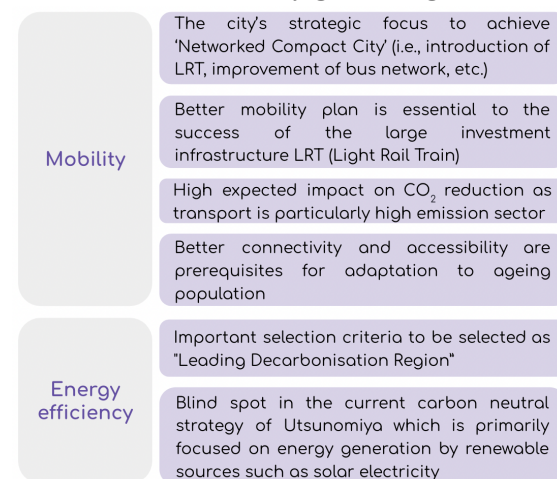 The city's strategic focus to achieve
'Networked Compact City' (i.e., introduction of
LRT, improvement of bus network, etc.)
Mobility
Better mobility plan is essential to the
success of the large investment
infrastructure LRT (Light Rail Train)
High expected impact on CO2 reduction as
transport is particularly high emission sector
Better connectivity and accessibility are
prerequisites for adaptation to ageing
population
Energy
efficiency
Important selection criteria to be selected as
"Leading Decarbonisation Region”
Blind spot in the current carbon neutral
strategy of Utsunomiya which is primarily
focused on energy generation by renewable
sources such as solar electricity